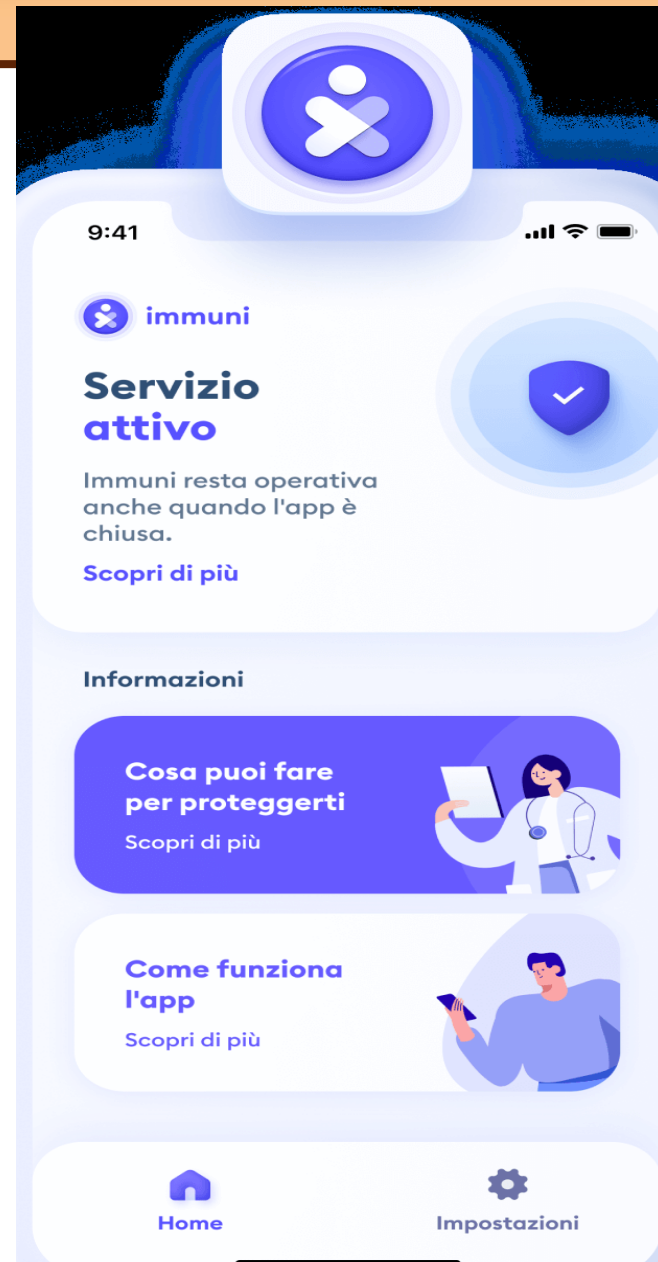 9:41
immuni
Servizio
attivo
Immuni resta operativa
anche quando l'app è
chiusa.
Scopri di più
Informazioni
Cosa puoi fare
per proteggerti
Scopri di più
Come funziona
l'app
Scopri di più
Home
Impostazioni